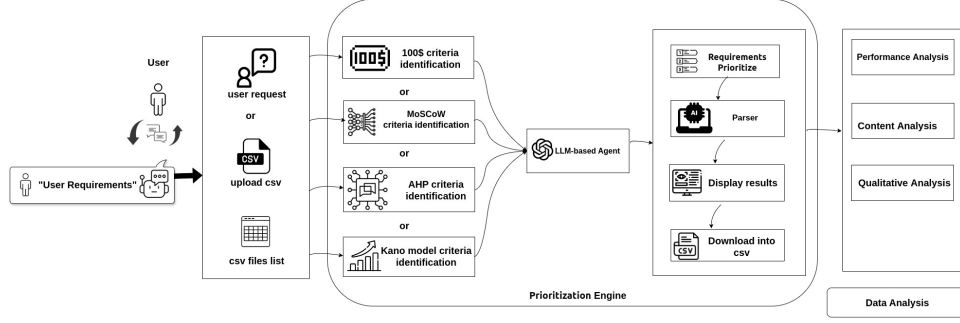 User
"User Requirements"
user request
or
CSV
upload csv
csv files list
100$
100$ criteria
identification
or
MoSCoW
criteria identification
or
AHP criteria
identification
or
Kano model criteria
identification
LLM-based Agent
Requirements
Prioritize
AI
Parser
Display results
CSV
Download into
csv
Prioritization Engine
Performance Analysis
Content Analysis
Qualitative Analysis
Data Analysis